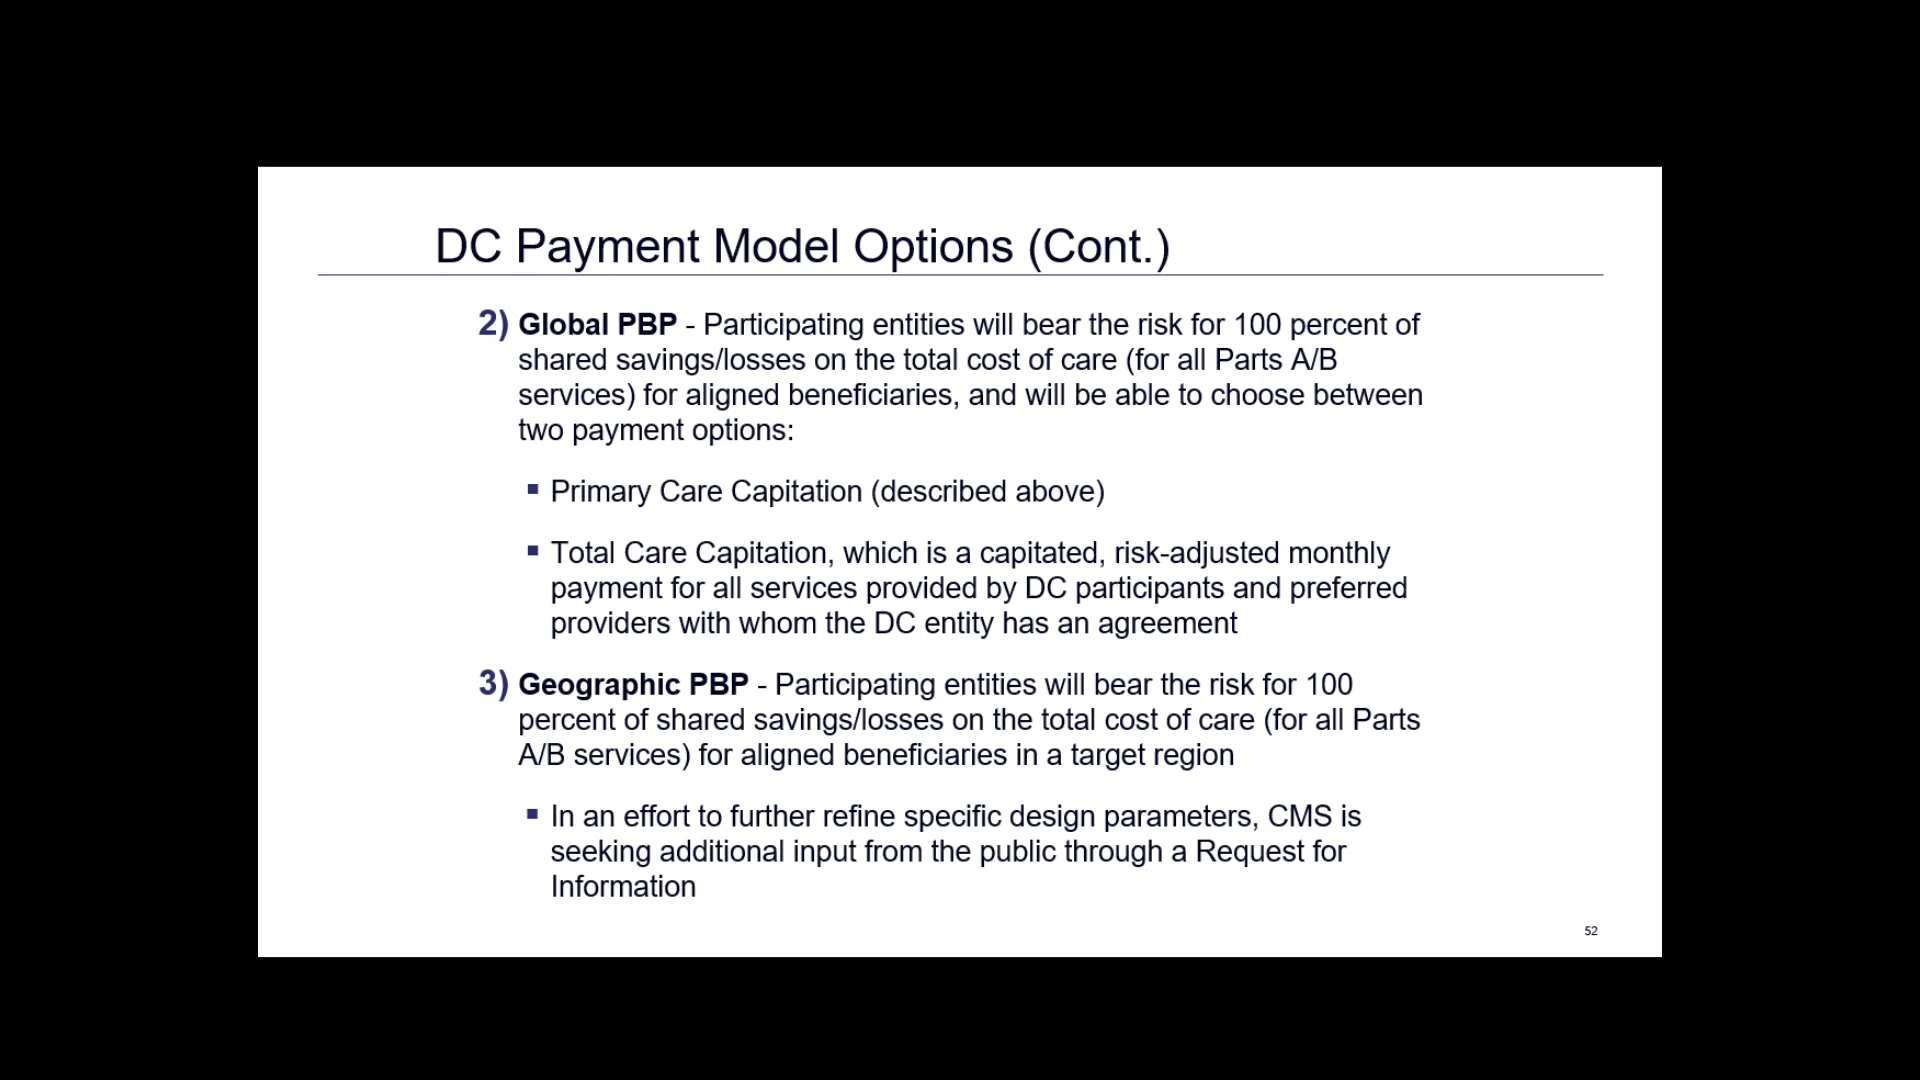 DC Payment Model Options (Cont.)
2) Global PBP - Participating entities will bear the risk for 100 percent of
shared savings/losses on the total cost of care (for all Parts A/B
services) for aligned beneficiaries, and will be able to choose between
two payment options:
▪ Primary Care Capitation (described above)
▪ Total Care Capitation, which is a capitated, risk-adjusted monthly
payment for all services provided by DC participants and preferred
providers with whom the DC entity has an agreement
3) Geographic PBP - Participating entities will bear the risk for 100
percent of shared savings/losses on the total cost of care (for all Parts
A/B services) for aligned beneficiaries in a target region
▪ In an effort to further refine specific design parameters, CMS is
seeking additional input from the public through a Request for
Information
52